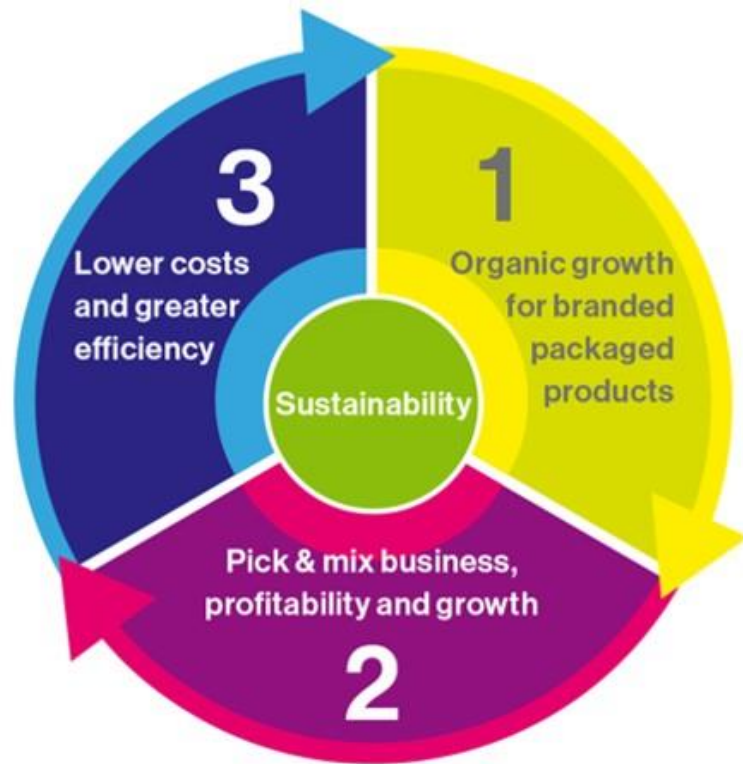 1
Organic growth
for branded
packaged
products
2
Pick & mix business,
profitability and growth
3
Lower costs
and greater
efficiency
Sustainability